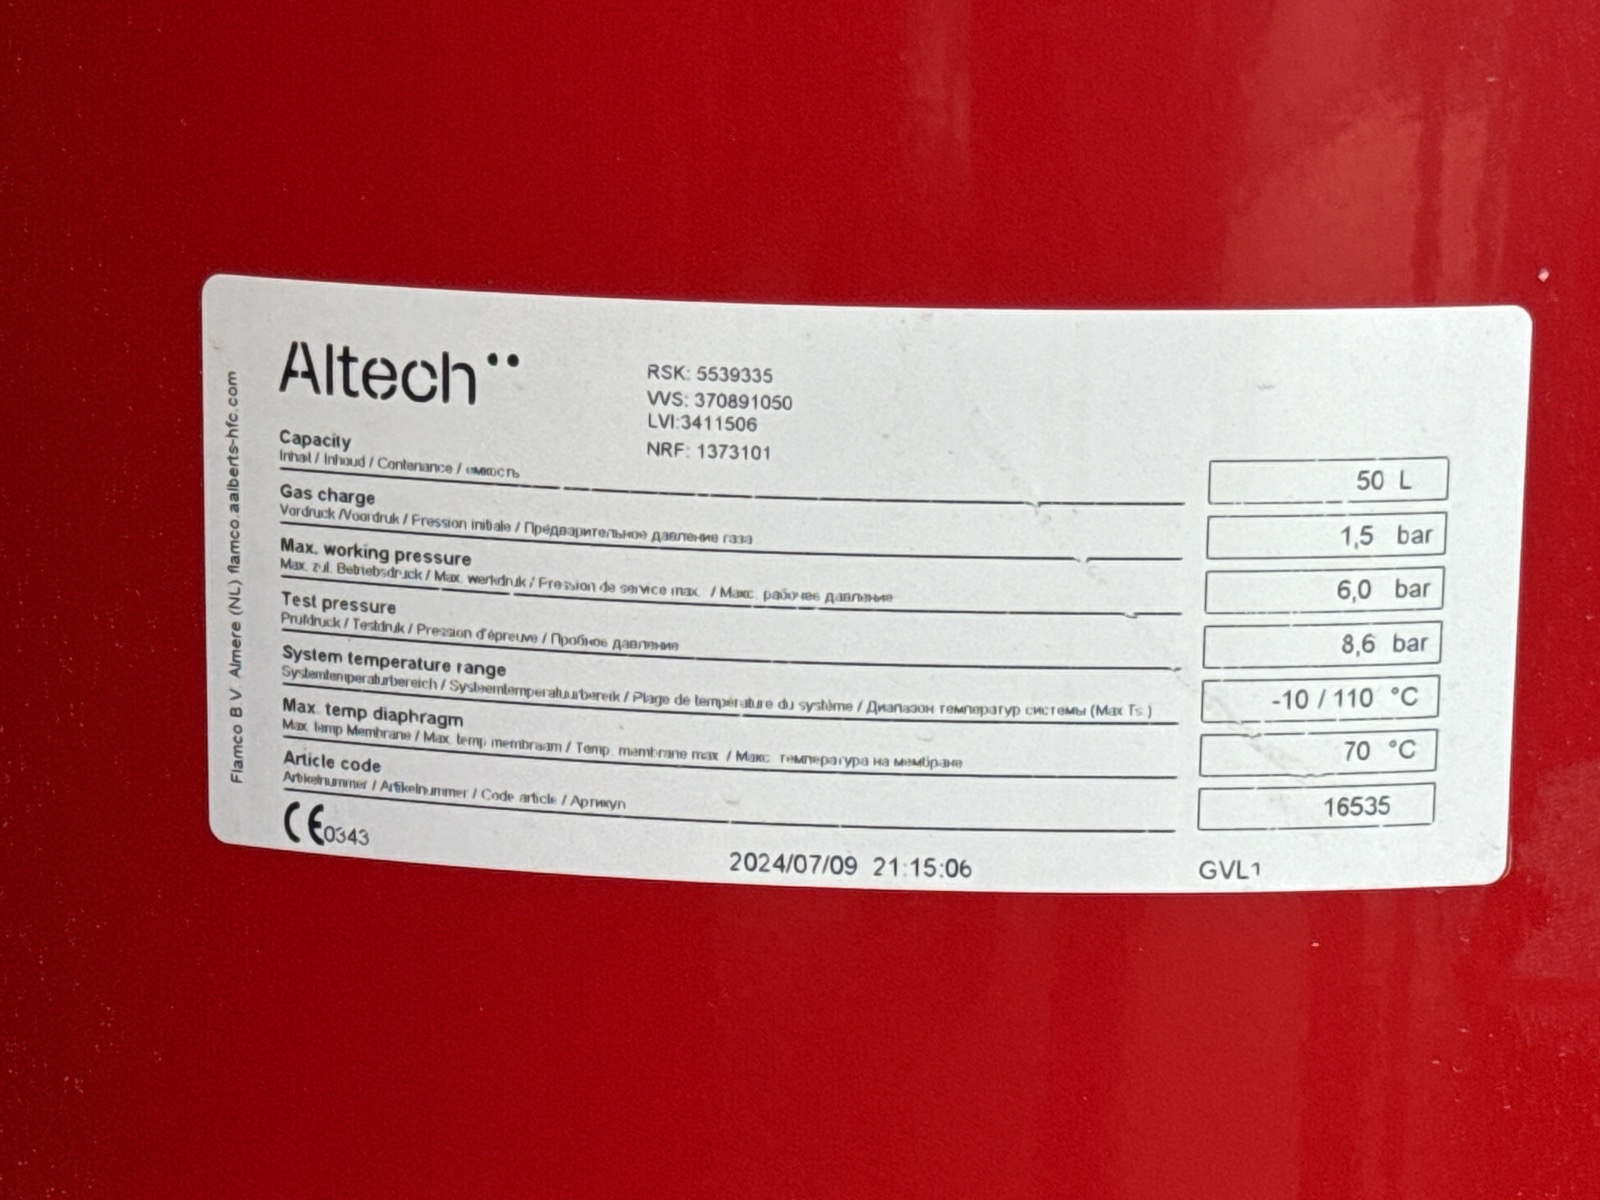 Altech
RSK: 5539335
VVS: 370891050
LVI:3411506
NRF: 1373101
Capacity
Inhalt / Inhoud / Contenance / емкость
50 L
Gas charge
Vordruck /Voordruk / Pression initiale / Предварительное давление газа
1,5 bar
Max. working pressure
Max. zul. Betriebsdruck / Max. werkdruk / Pression de service max. / Макс. рабочее давление
6,0 bar
Test pressure
Prüfdruck / Testdruk / Pression d'épreuve / Пробное давление
8,6 bar
System temperature range
Systemtemperaturbereich / Systeemtemperatuurbereik / Plage de température du système / Диапазон температур системы (Max Ts.)
-10 / 110 °C
Max. temp diaphragm
Max. temp Membrane / Max. temp membraam / Temp. membrane max. / Макс. температура на мембране
70 °C
Article code
Artikelnummer / Artikelnummer / Code article / Артикул
16535
CE0343
2024/07/09 21:15:06
GVL1
Flamco B.V. Almere (NL) flamco.aalberts-hfc.com